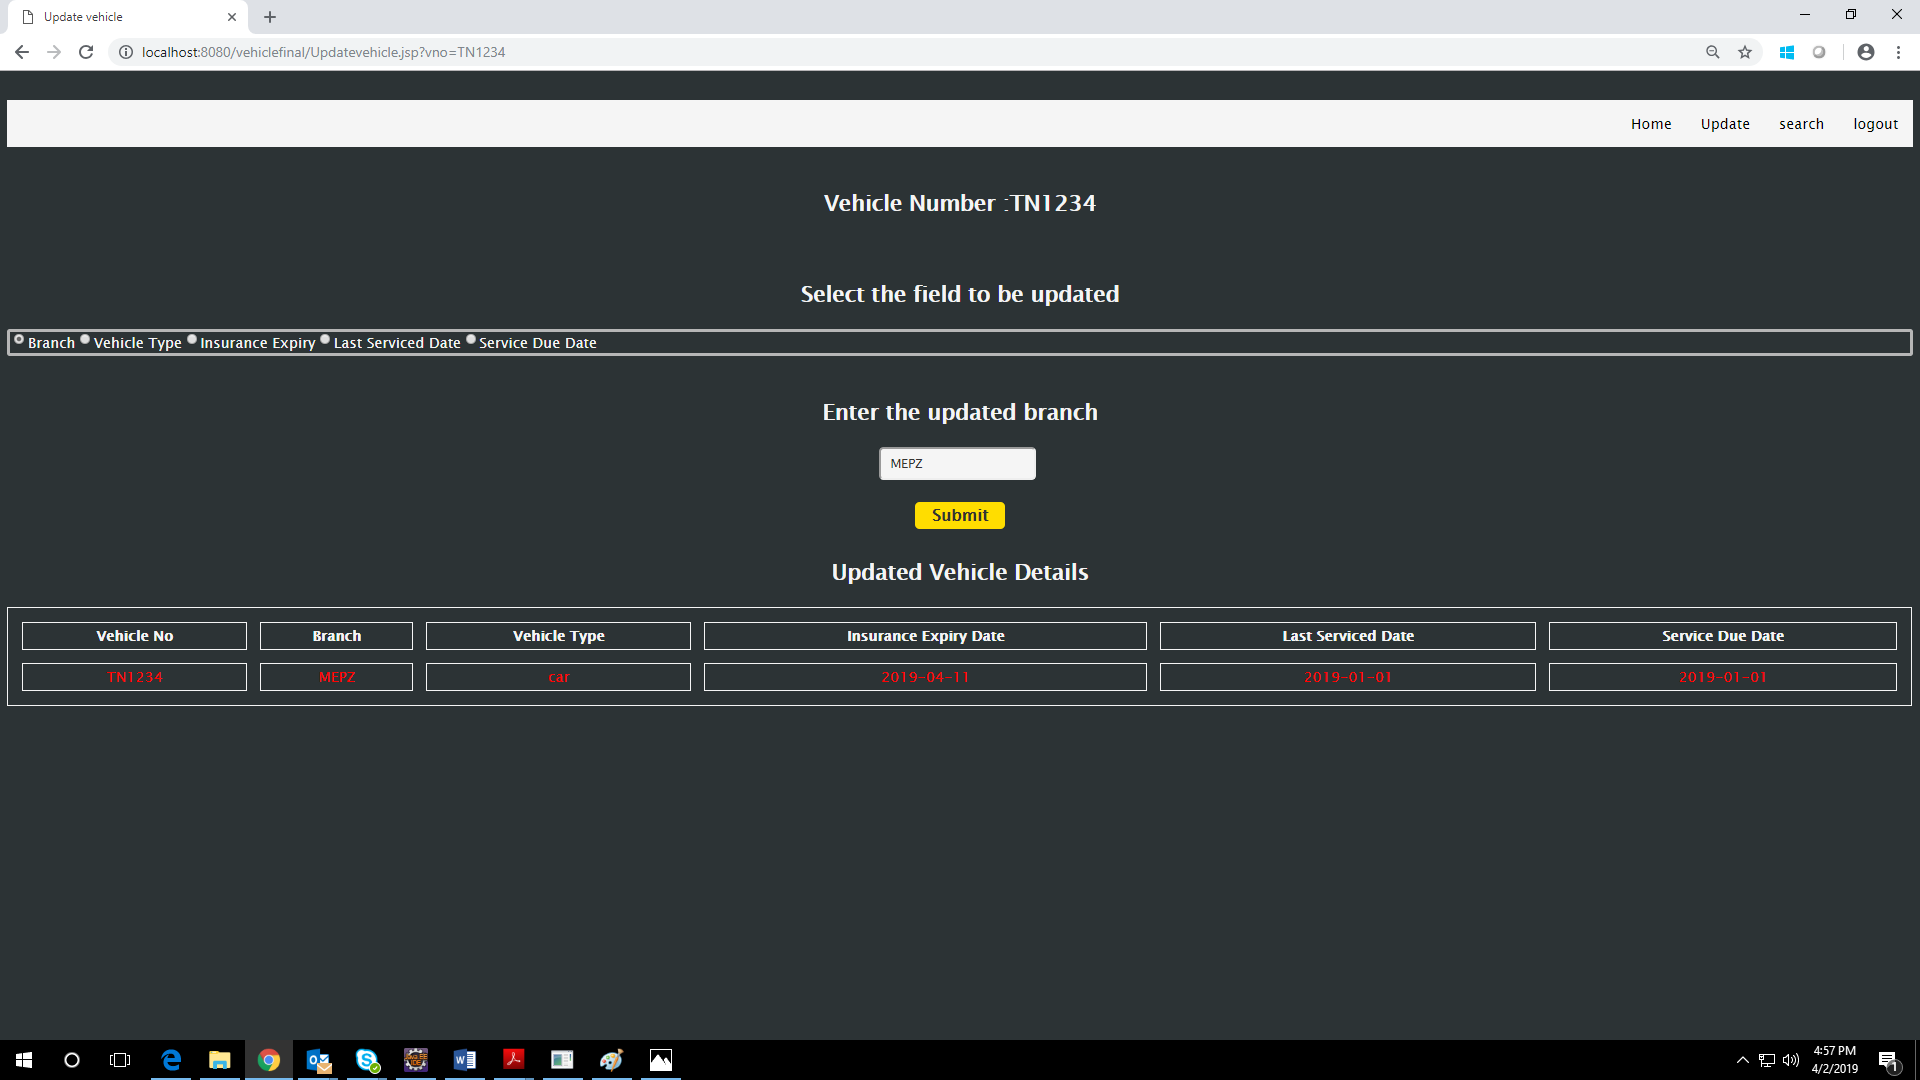 Update vehicle
localhost:8080/vehiclefinal/Updatevehicle.jsp?vno=TN1234
Home Update search logout
Vehicle Number :TN1234
Select the field to be updated
Branch Vehicle Type Insurance Expiry Last Serviced Date Service Due Date
Enter the updated branch
MEPZ
Submit
Updated Vehicle Details
Vehicle No Branch Vehicle Type Insurance Expiry Date Last Serviced Date Service Due Date
TN1234 MEPZ car 2019-04-11 2019-01-01 2019-01-01
4:57 PM
4/2/2019
1